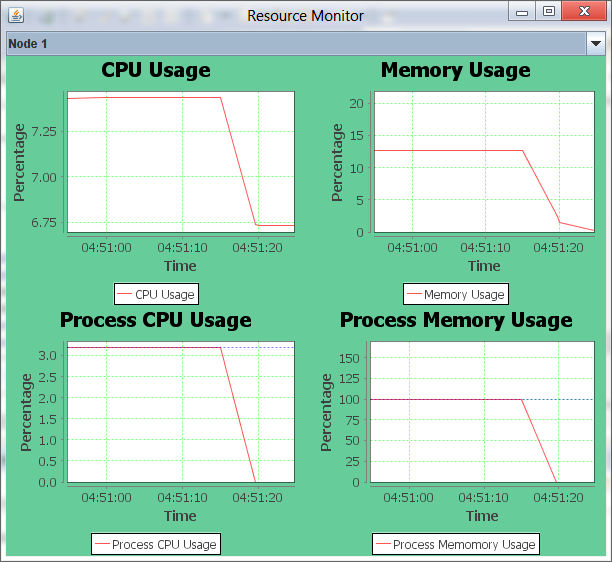 Resource Monitor
Node 1
CPU Usage
Percentage
7.25
7.00
6.75
04:51:00 04:51:10 04:51:20
Time
CPU Usage
Memory Usage
Percentage
20
15
10
5
0
04:51:00 04:51:10 04:51:20
Time
Memory Usage
Process CPU Usage
Percentage
3.0
2.5
2.0
1.5
1.0
0.5
0.0
04:51:00 04:51:10 04:51:20
Time
Process CPU Usage
Process Memory Usage
Percentage
150
125
100
75
50
25
0
04:51:00 04:51:10 04:51:20
Time
Process Memomory Usage